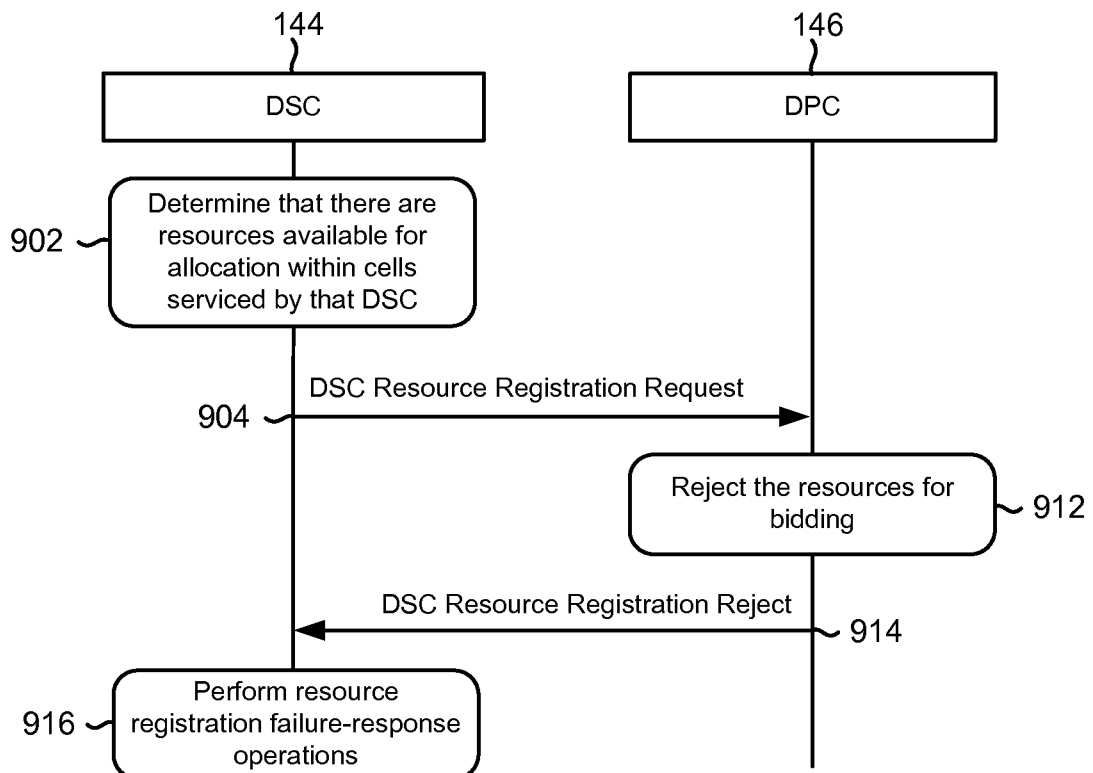 144
146
DSC
DPC
Determine that there are
resources available for
allocation within cells
serviced by that DSC
902
DSC Resource Registration Request
904
Reject the resources for
bidding
912
DSC Resource Registration Reject
914
Perform resource
registration failure-response
operations
916